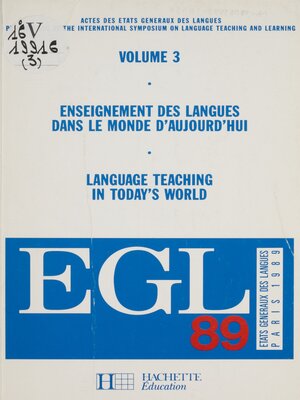 ACTES DES ETATS GENERAUX DES LANGUES
THE INTERNATIONAL SYMPOSIUM ON LANGUAGE TEACHING AND LEARNING
16V
19916
(3)
VOLUME 3
ENSEIGNEMENT DES LANGUES
DANS LE MONDE D'AUJOURD'HUI
LANGUAGE TEACHING
IN TODAY'S WORLD
EGL
89
ETATS GENERAUX DES LANGUES
PARIS 1989
HACHETTE
Éducation